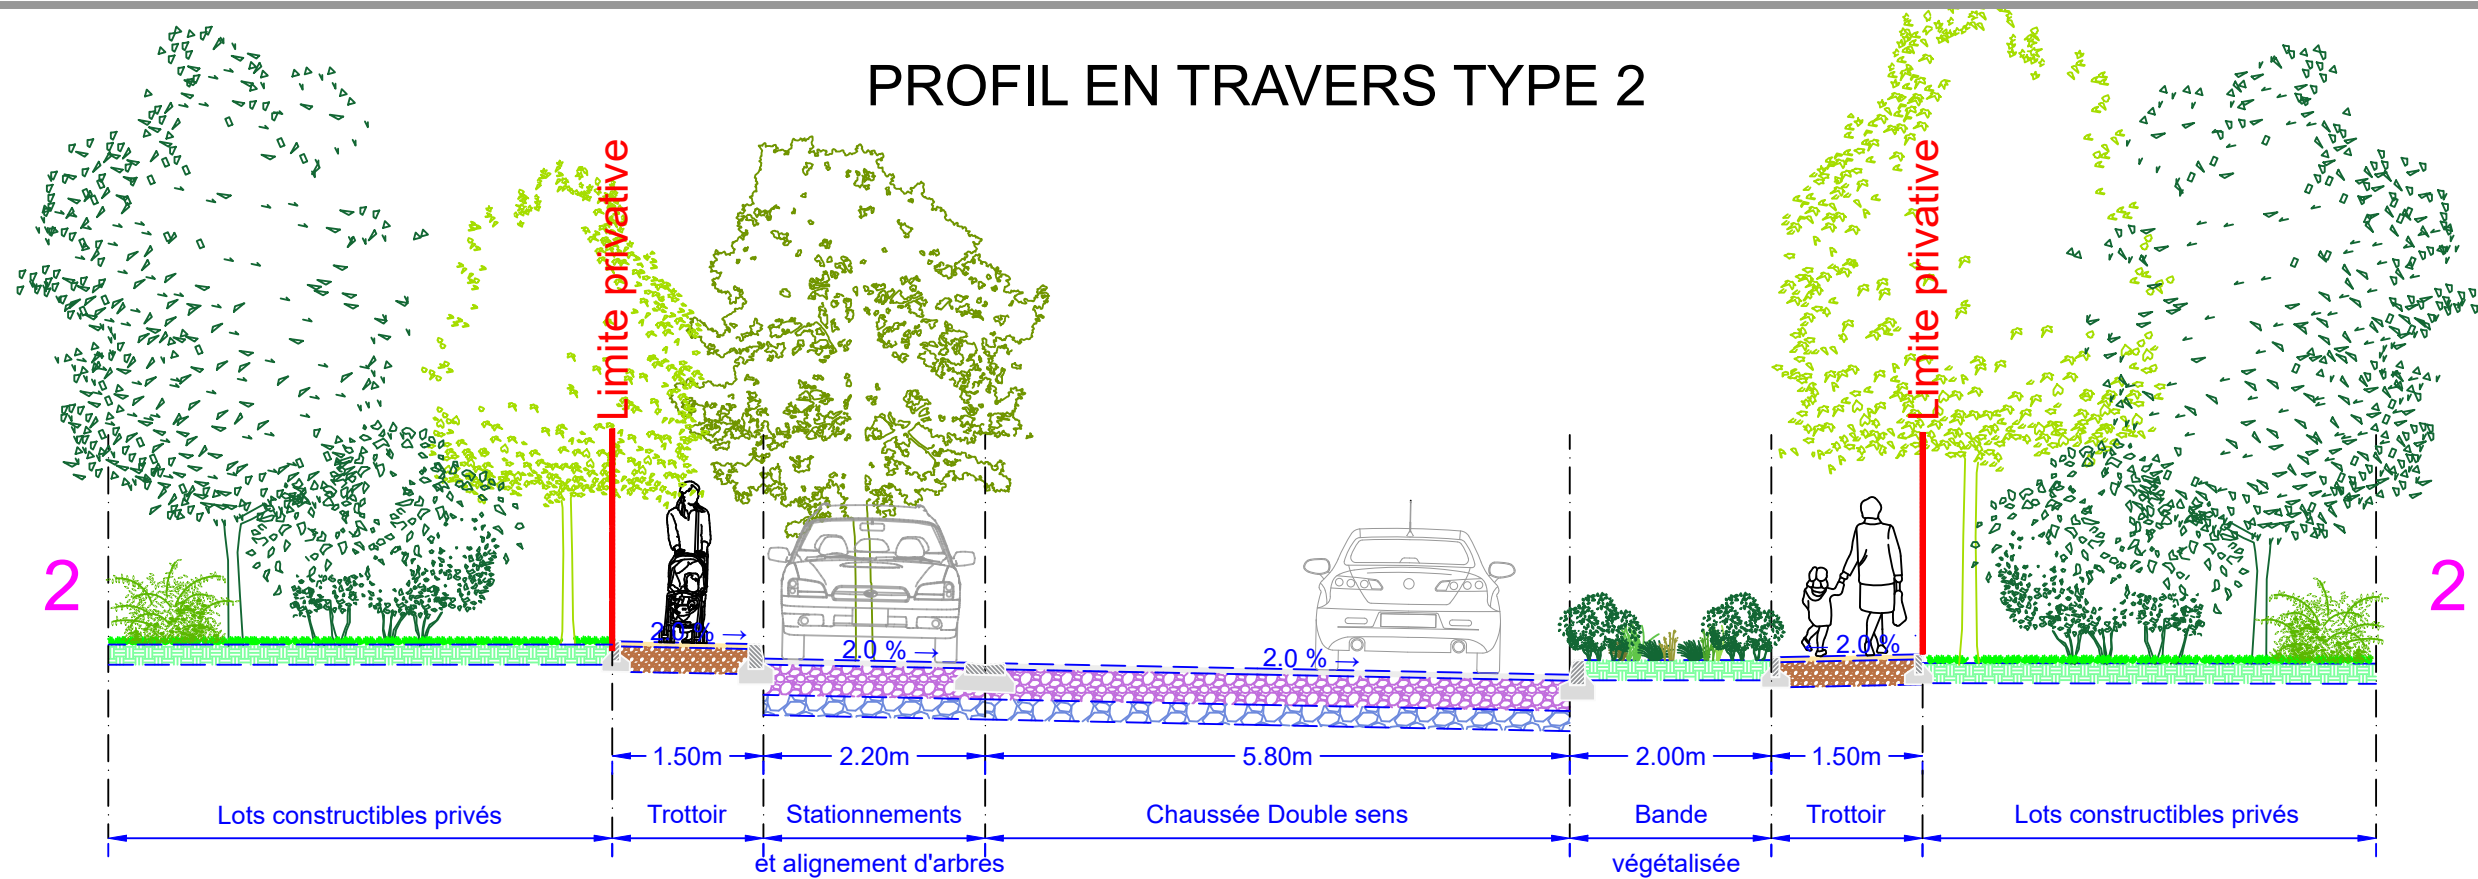 PROFIL EN TRAVERS TYPE 2
Limite privative
Limite privative
2
2
2.0 % →
2.0 % →
2.0 % →
2.0 %
1.50m
2.20m
5.80m
2.00m
1.50m
Lots constructibles privés
Trottoir
Stationnements
et alignement d'arbres
Chaussée Double sens
Bande
végétalisée
Trottoir
Lots constructibles privés